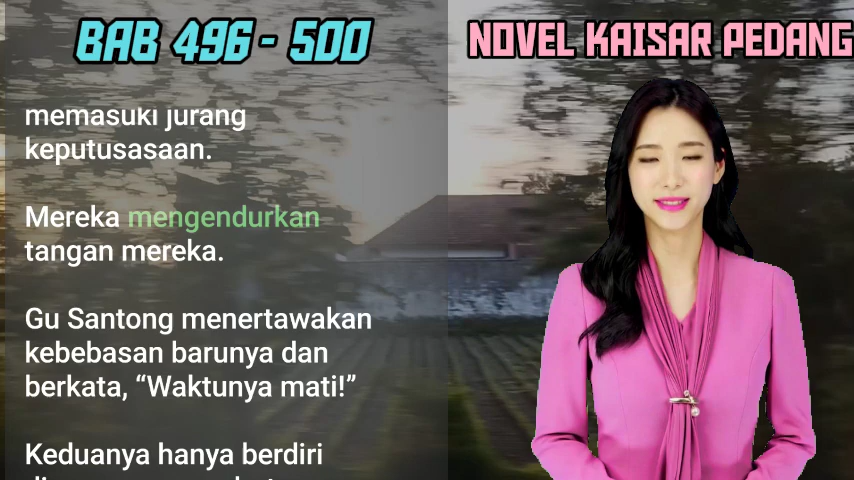 BAB 496 - 500
NOVEL KAISAR PEDANG
memasuki jurang
keputusasaan.
Mereka mengendurkan
tangan mereka.
Gu Santong menertawakan
kebebasan barunya dan
berkata, “Waktunya mati!”
Keduanya hanya berdiri